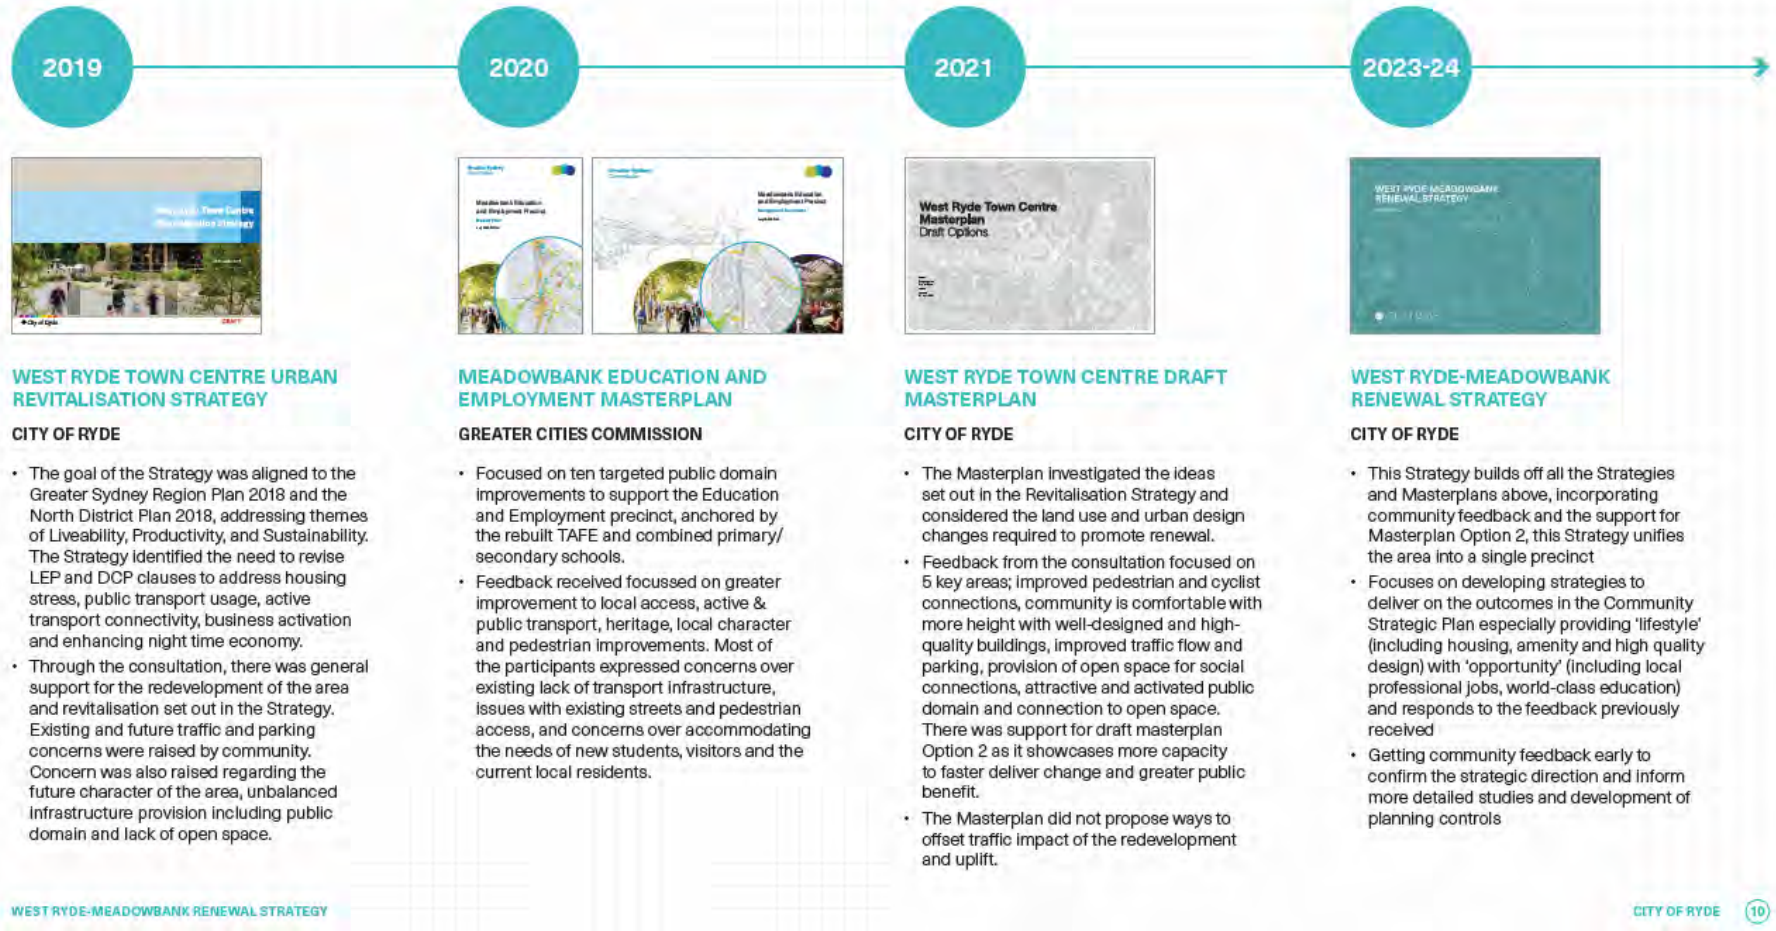 2019
2020
2021
2023-24
Town Centre
City of Ryde
DRAFT
Meadowbank Education
and Employment Precinct
Meadowbank Education
and Employment Precinct
West Ryde Town Centre
Masterplan
Draft Options
WEST RYDE-MEADOWBANK
RENEWAL STRATEGY
WEST RYDE TOWN CENTRE URBAN
REVITALISATION STRATEGY
CITY OF RYDE
• The goal of the Strategy was aligned to the
Greater Sydney Region Plan 2018 and the
North District Plan 2018, addressing themes
of Liveability, Productivity, and Sustainability.
The Strategy identified the need to revise
LEP and DCP clauses to address housing
stress, public transport usage, active
transport connectivity, business activation
and enhancing night time economy.
• Through the consultation, there was general
support for the redevelopment of the area
and revitalisation set out in the Strategy.
Existing and future traffic and parking
concerns were raised by community.
Concern was also raised regarding the
future character of the area, unbalanced
infrastructure provision including public
domain and lack of open space.
MEADOWBANK EDUCATION AND
EMPLOYMENT MASTERPLAN
GREATER CITIES COMMISSION
• Focused on ten targeted public domain
improvements to support the Education
and Employment precinct, anchored by
the rebuilt TAFE and combined primary/
secondary schools.
• Feedback received focussed on greater
improvement to local access, active &
public transport, heritage, local character
and pedestrian improvements. Most of
the participants expressed concerns over
existing lack of transport infrastructure,
issues with existing streets and pedestrian
access, and concerns over accommodating
the needs of new students, visitors and the
current local residents.
WEST RYDE TOWN CENTRE DRAFT
MASTERPLAN
CITY OF RYDE
• The Masterplan investigated the ideas
set out in the Revitalisation Strategy and
considered the land use and urban design
changes required to promote renewal.
• Feedback from the consultation focused on
5 key areas; improved pedestrian and cyclist
connections, community is comfortable with
more height with well-designed and high-
quality buildings, improved traffic flow and
parking, provision of open space for social
connections, attractive and activated public
domain and connection to open space.
There was support for draft masterplan
Option 2 as it showcases more capacity
to faster deliver change and greater public
benefit.
• The Masterplan did not propose ways to
offset traffic impact of the redevelopment
and uplift.
WEST RYDE-MEADOWBANK
RENEWAL STRATEGY
CITY OF RYDE
• This Strategy builds off all the Strategies
and Masterplans above, incorporating
community feedback and the support for
Masterplan Option 2, this Strategy unifies
the area into a single precinct
• Focuses on developing strategies to
deliver on the outcomes in the Community
Strategic Plan especially providing 'lifestyle'
(including housing, amenity and high quality
design) with 'opportunity' (including local
professional jobs, world-class education)
and responds to the feedback previously
received
• Getting community feedback early to
confirm the strategic direction and inform
more detailed studies and development of
planning controls
WEST RYDE-MEADOWBANK RENEWAL STRATEGY
CITY OF RYDE 10